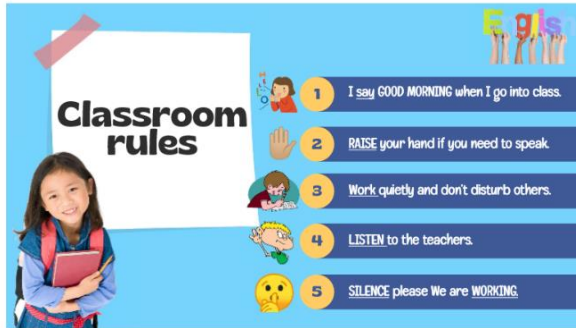 English
Classroom
rules
1 I say GOOD MORNING when I go into class.
2 RAISE your hand if you need to speak.
3 Work quietly and don't disturb others.
4 LISTEN to the teachers.
5 SILENCE please We are WORKING.